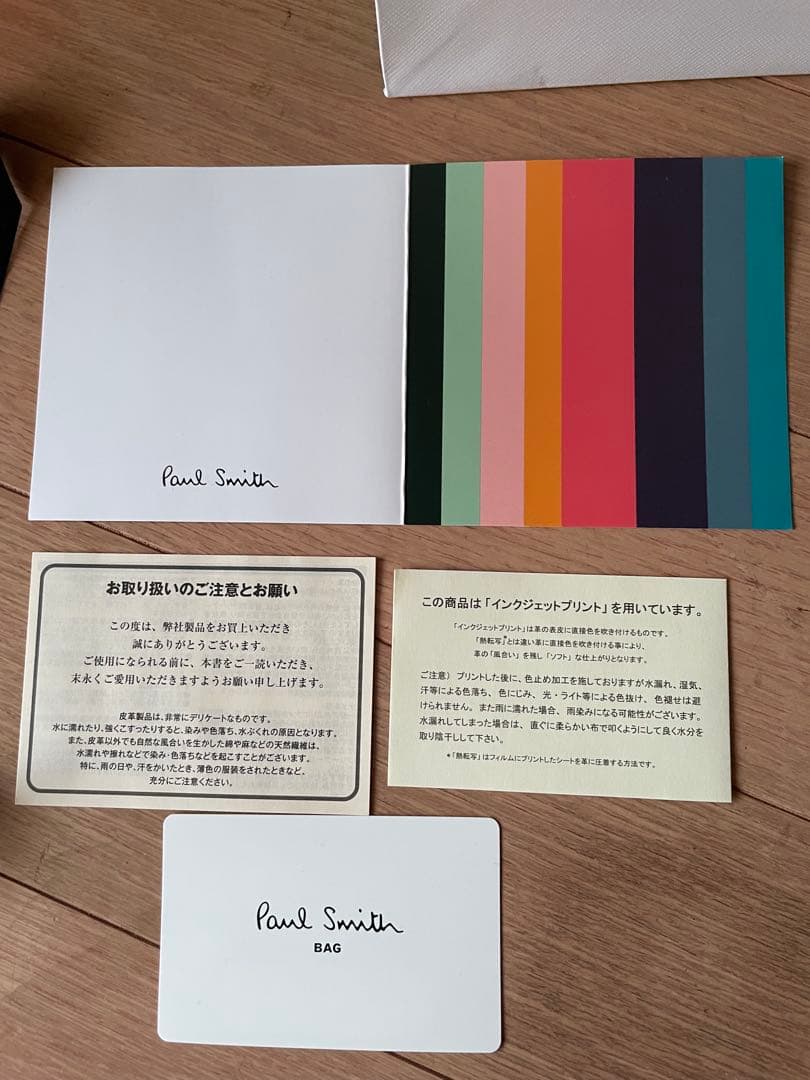 Paul Smith
お取り扱いのご注意とお願い
この度は、弊社製品をお買上いただき
誠にありがとうございます。
ご使用になられる前に、本書をご一読いただき、
末永くご愛用いただきますようお願い申し上げます。
皮革製品は、非常にデリケートなものです。
水に濡れたり、強くこすったりすると、染みや色落ち、水ぶくれの原因となります。
また、皮革以外でも自然な風合いを生かした綿や麻などの天然繊維は、
水濡れや擦れなどで染み・色落ちなどを起こすことがございます。
特に、雨の日や、汗をかいたとき、薄色の服装をされたときなど、
充分にご注意ください。
この商品は「インクジェットプリント」を用いています。
「インクジェットプリント」は革の表皮に直接色を吹き付けるものです。
「熱転写」*とは違い革に直接色を吹き付ける事により、
革の「風合い」を残し「ソフト」な仕上がりとなります。
ご注意）プリントした後に、色止め加工を施しておりますが水漏れ、湿気、
汗等による色落ち、色にじみ、光・ライト等による色抜け、色褪せは避
けられません。また雨に濡れた場合、雨染みになる可能性がございます。
水漏れしてしまった場合は、直ぐに柔らかい布で叩くようにして良く水分を
取り陰干しして下さい。
*「熱転写」はフィルムにプリントしたシートを革に圧着する方法です。
Paul Smith
BAG